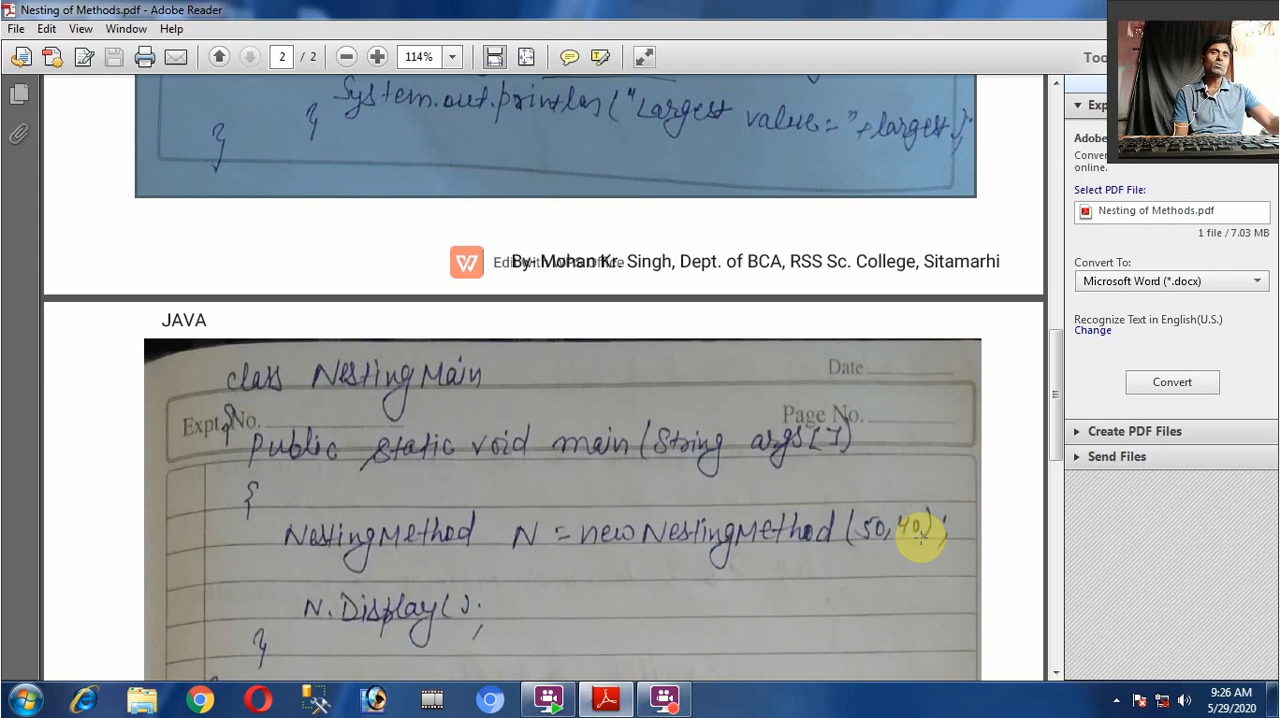 Nesting of Methods.pdf - Adobe Reader
File Edit View Window Help
2 / 2 114%
Too
System.out.println("Largest value="+largest);
}
}
By- Mohan Kr. Singh, Dept. of BCA, RSS Sc. College, Sitamarhi
JAVA
class NestingMain
Date
Expt. No.
{
Page No.
public static void main(String args[])
{
NestingMethod N = new NestingMethod (50,40);
N.Display();
}
Exp
Adobe
Conver
online.
Select PDF File:
Nesting of Methods.pdf
1 file / 7.03 MB
Convert To:
Microsoft Word (*.docx)
Recognize Text in English(U.S.)
Change
Convert
Create PDF Files
Send Files
9:26 AM
5/29/2020